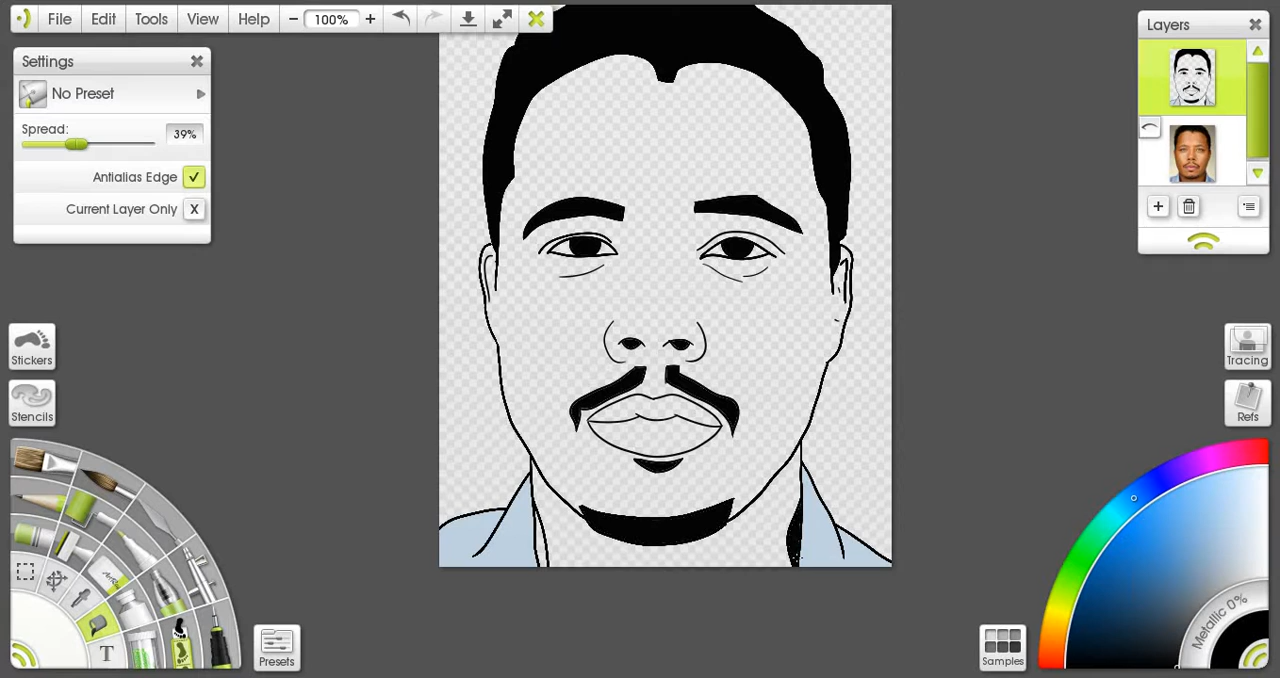 File Edit Tools View Help − 100% +
Layers
Settings
No Preset
Spread: 39%
Antialias Edge
Current Layer Only X
Stickers
Stencils
Tracing
Refs
T
Presets
Samples
Metallic 0%